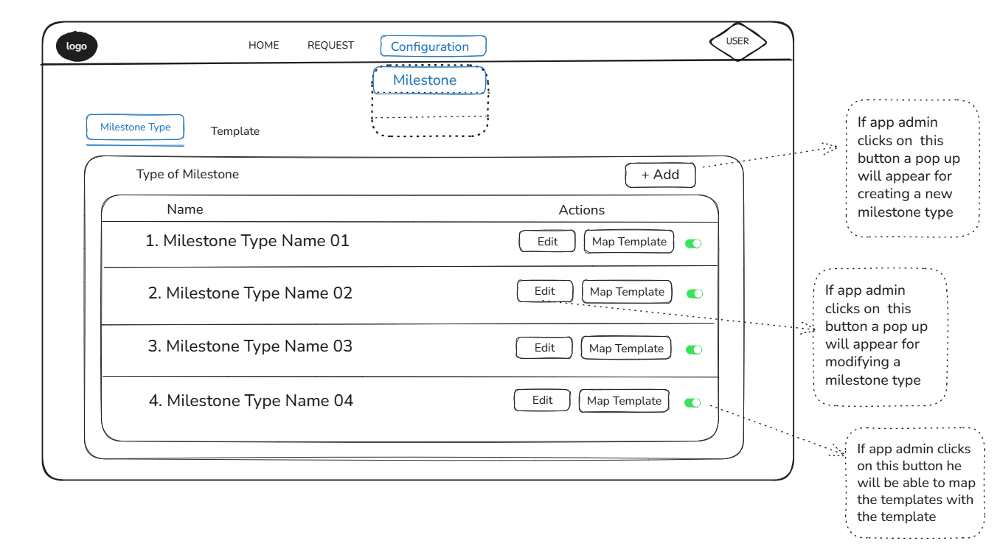 logo
HOME
REQUEST
Configuration
USER
Milestone
Milestone Type
Template
Type of Milestone
+ Add
Name
Actions
1. Milestone Type Name 01
Edit
Map Template
2. Milestone Type Name 02
Edit
Map Template
3. Milestone Type Name 03
Edit
Map Template
4. Milestone Type Name 04
Edit
Map Template
If app admin
clicks on  this
button a pop up
will appear for
creating a new
milestone type
If app admin
clicks on  this
button a pop up
will appear for
modifying a
milestone type
If app admin clicks
on this button he
will be able to map
the templates with
the template